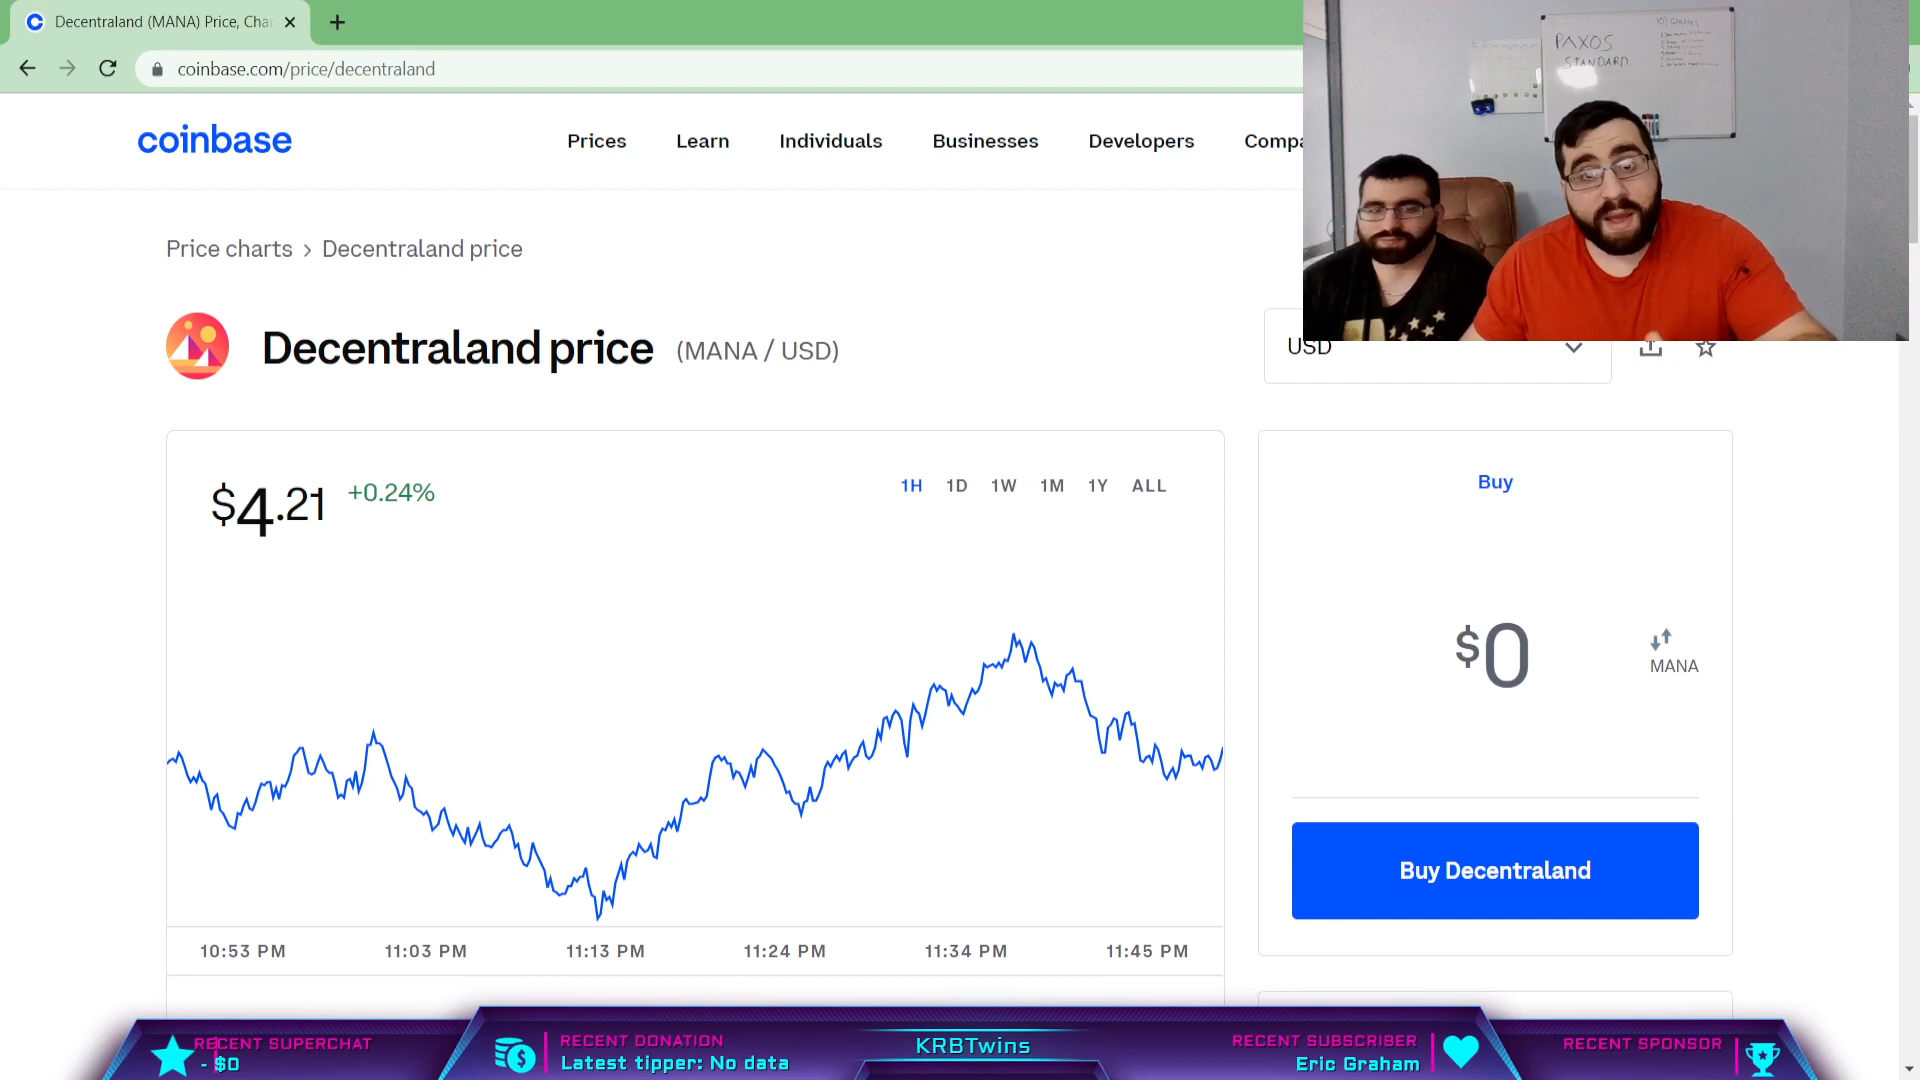 Decentraland (MANA) Price, Cha
coinbase.com/price/decentraland
coinbase
Prices
Learn
Individuals
Businesses
Developers
Compa
PAXOS
STANDARD
Price charts > Decentraland price
Decentraland price (MANA / USD)
USD
$4.21 +0.24%
1H 1D 1W 1M 1Y ALL
Buy
$0
MANA
Buy Decentraland
10:53 PM 11:03 PM 11:13 PM 11:24 PM 11:34 PM 11:45 PM
RECENT SUPERCHAT
- $0
RECENT DONATION
Latest tipper: No data
KRBTwins
RECENT SUBSCRIBER
Eric Graham
RECENT SPONSOR